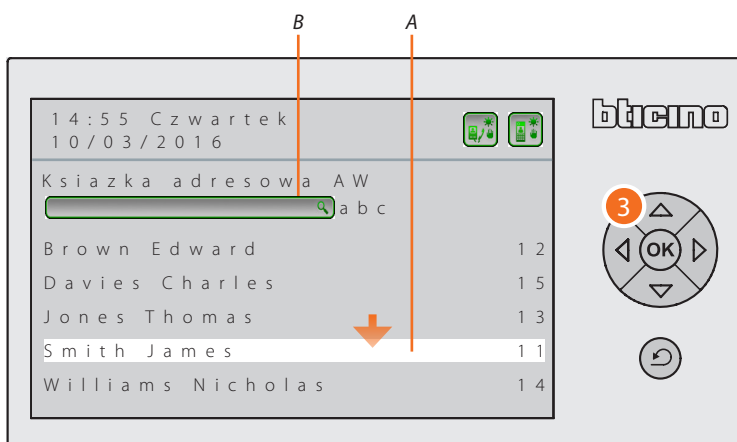 B A
14:55 Czwartek
10/03/2016
bticino
Ksiazka adresowa AW
abc
3
OK
Brown Edward 12
Davies Charles 15
Jones Thomas 13
Smith James 11
Williams Nicholas 14